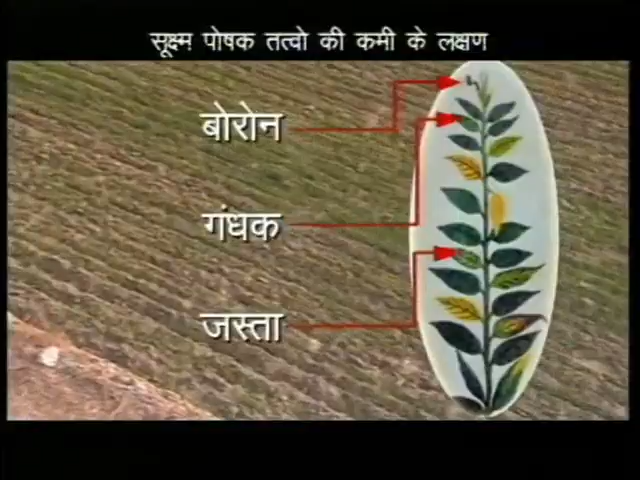 सूक्ष्म पोषक तत्वो की कमी के लक्षण
बोरोन
गंधक
जस्ता